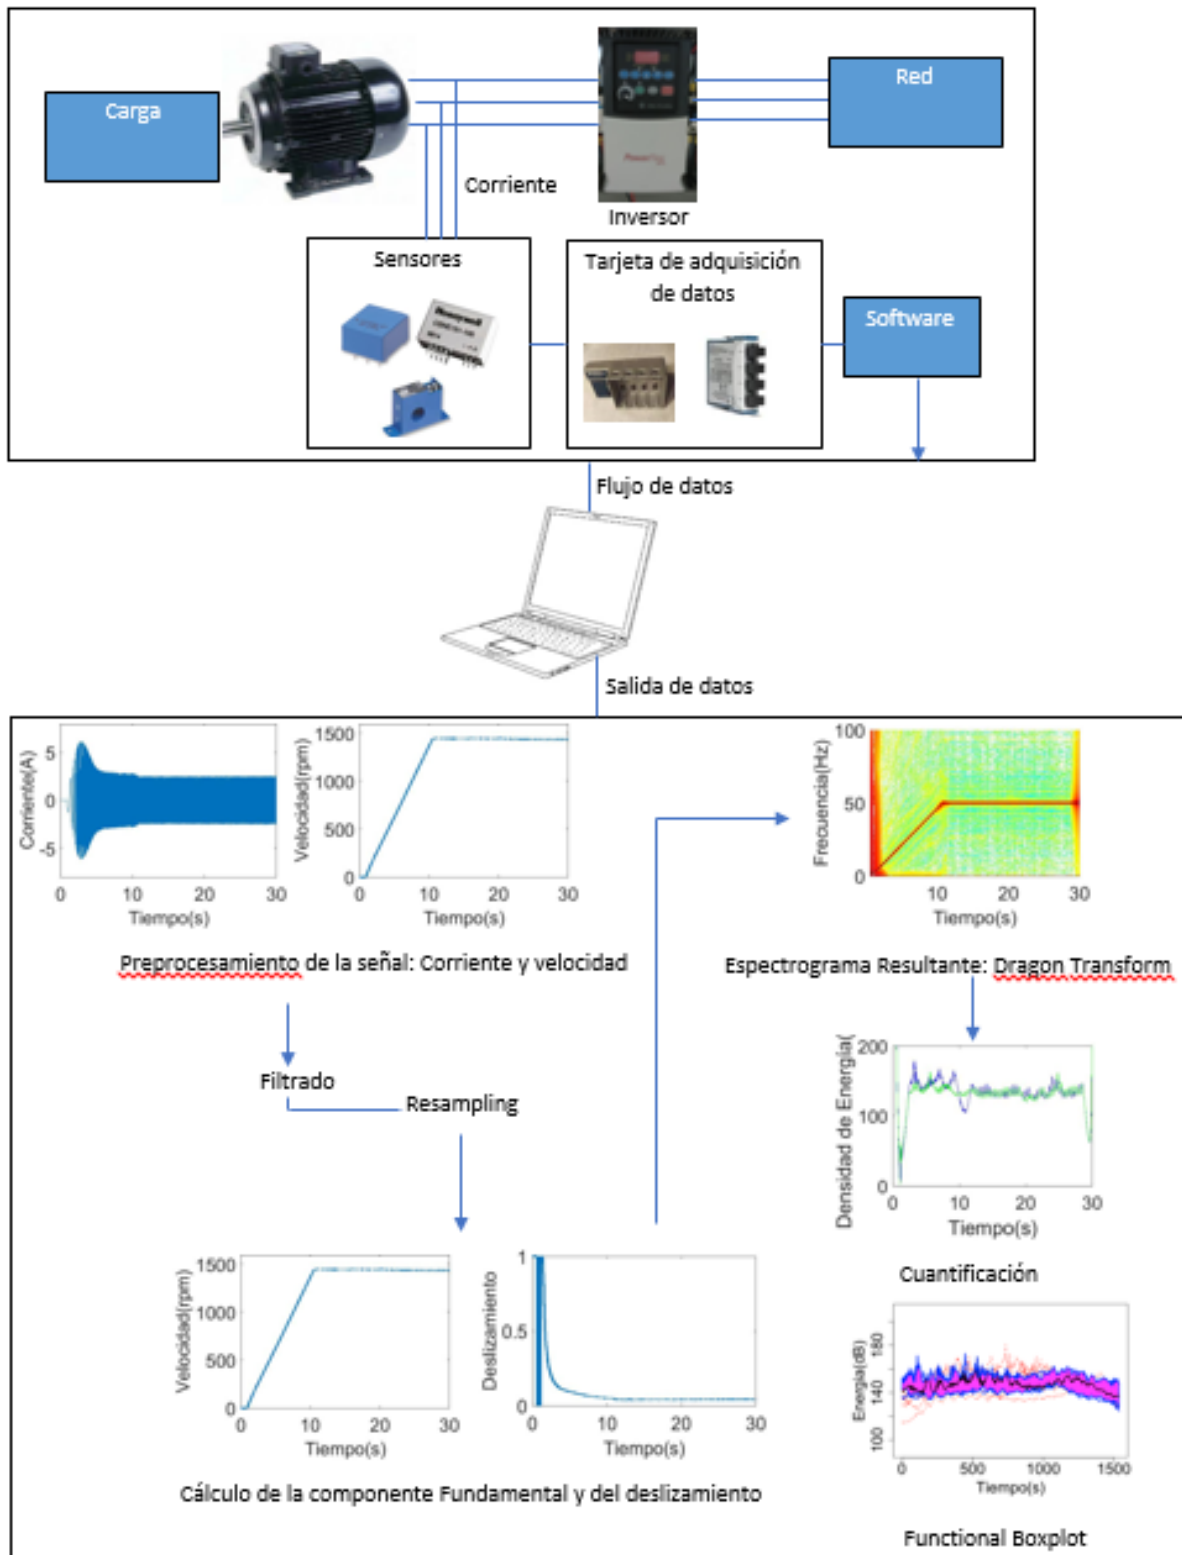 Carga
Red
Corriente
Inversor
Sensores
Honeywell
Tarjeta de adquisición
de datos
Software
Flujo de datos
Salida de datos
Corriente(A)
5
0
-5
0 10 20 30
Tiempo(s)
Velocidad(rpm)
1500
1000
500
0
0 10 20 30
Tiempo(s)
Preprocesamiento de la señal: Corriente y velocidad
Frecuencia(Hz)
100
50
0
10 20 30
Tiempo(s)
Espectrograma Resultante: Dragon Transform
Filtrado
Resampling
Densidad de Energía(
200
100
0
0 10 20 30
Tiempo(s)
Cuantificación
Velocidad(rpm)
1500
1000
500
0
0 10 20 30
Tiempo(s)
Deslizamiento
1
0.5
0
0 10 20 30
Tiempo(s)
Cálculo de la componente Fundamental y del deslizamiento
Energia(dB)
180
140
100
0 500 1000 1500
Tiempo(s)
Functional Boxplot